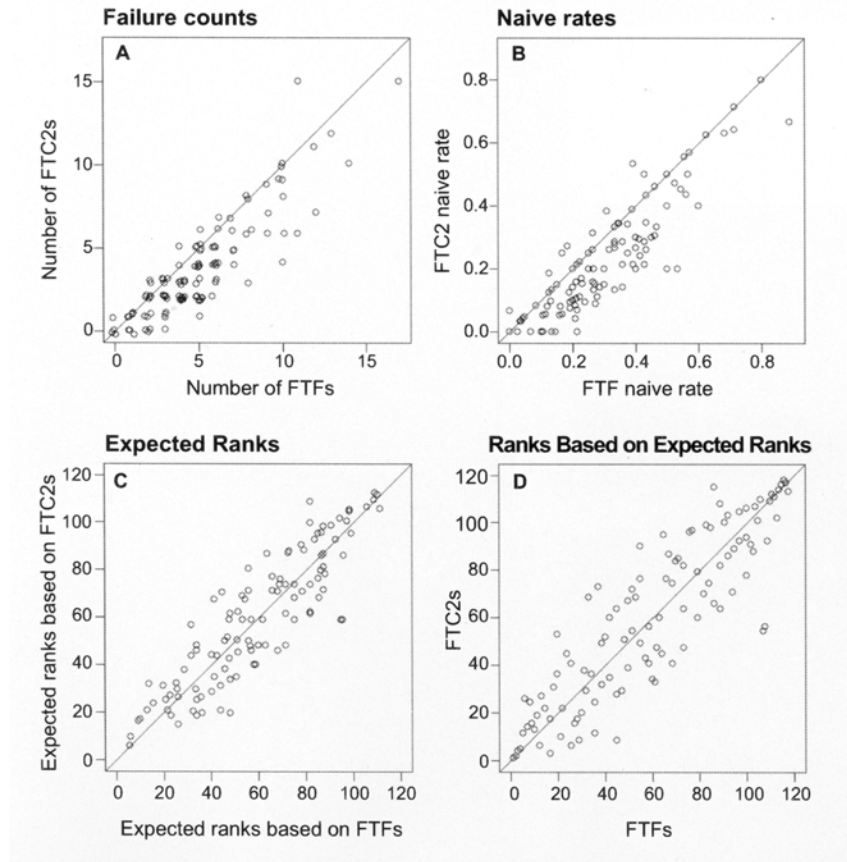 Failure counts
A
Number of FTC2s
15
10
5
0
0 5 10 15
Number of FTFs
Naive rates
B
FTC2 naive rate
0.8
0.6
0.4
0.2
0.0
0.0 0.2 0.4 0.6 0.8
FTF naive rate
Expected Ranks
C
Expected ranks based on FTC2s
120
100
80
60
40
20
0
0 20 40 60 80 100 120
Expected ranks based on FTFs
Ranks Based on Expected Ranks
D
FTC2s
120
100
80
60
40
20
0
0 20 40 60 80 100 120
FTFs